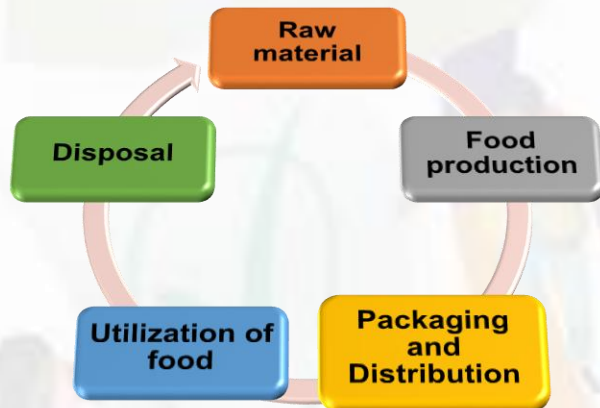 Raw
material
Food
production
Packaging
and
Distribution
Utilization of
food
Disposal